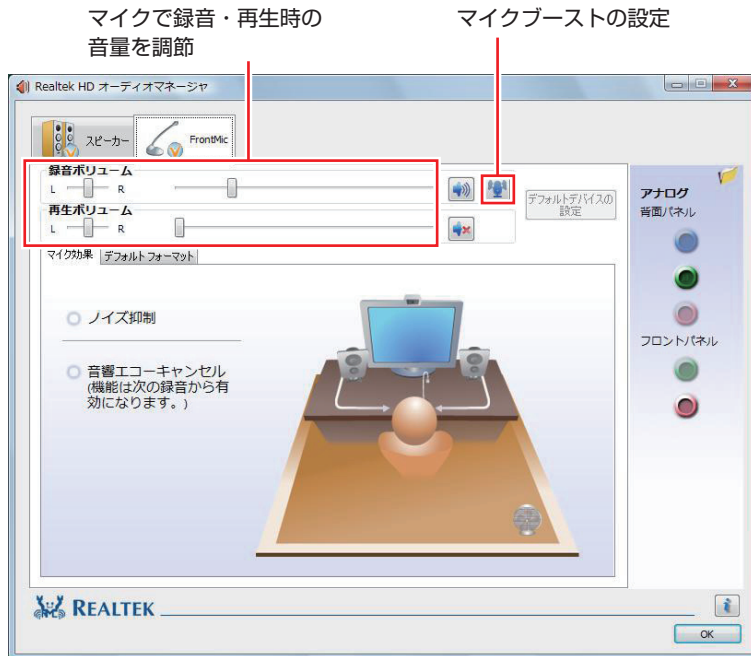 マイクで録音・再生時の
音量を調節
マイクブーストの設定
Realtek HD オーディオマネージャ
スピーカー
FrontMic
録音ボリューム
L R
デフォルトデバイスの
設定
再生ボリューム
L R
マイク効果 デフォルトフォーマット
ノイズ抑制
音響エコーキャンセル
(機能は次の録音から有
効になります。)
アナログ
背面パネル
フロントパネル
REALTEK
i
OK